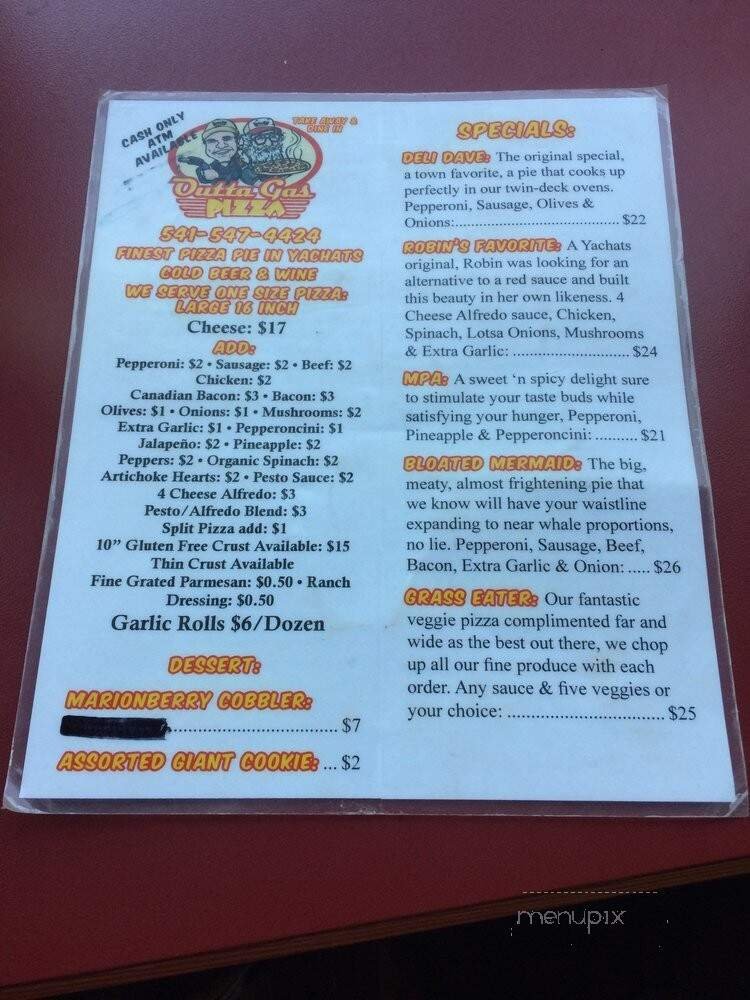 CASH ONLY
ATM
AVAILABLE
TAKE AWAY &
DINE IN
Outta Gas
PIZZA
541-547-4424
FINEST PIZZA PIE IN YACHATS
COLD BEER & WINE
WE SERVE ONE SIZE PIZZA:
LARGE 16 INCH
Cheese: $17
ADD:
Pepperoni: $2 • Sausage: $2 • Beef: $2
Chicken: $2
Canadian Bacon: $3 • Bacon: $3
Olives: $1 • Onions: $1 • Mushrooms: $2
Extra Garlic: $1 • Pepperoncini: $1
Jalapeño: $2 • Pineapple: $2
Peppers: $2 • Organic Spinach: $2
Artichoke Hearts: $2 • Pesto Sauce: $2
4 Cheese Alfredo: $3
Pesto/Alfredo Blend: $3
Split Pizza add: $1
10" Gluten Free Crust Available: $15
Thin Crust Available
Fine Grated Parmesan: $0.50 • Ranch
Dressing: $0.50
Garlic Rolls $6/Dozen
DESSERT:
MARIONBERRY COBBLER:
................................... $7
ASSORTED GIANT COOKIE: ... $2
SPECIALS:
DELI DAVE: The original special,
a town favorite, a pie that cooks up
perfectly in our twin-deck ovens.
Pepperoni, Sausage, Olives &
Onions:...................................... $22
ROBIN'S FAVORITE: A Yachats
original, Robin was looking for an
alternative to a red sauce and built
this beauty in her own likeness. 4
Cheese Alfredo sauce, Chicken,
Spinach, Lotsa Onions, Mushrooms
& Extra Garlic: ........................... $24
MPA: A sweet ‘n spicy delight sure
to stimulate your taste buds while
satisfying your hunger, Pepperoni,
Pineapple & Pepperoncini: .......... $21
BLOATED MERMAID: The big,
meaty, almost frightening pie that
we know will have your waistline
expanding to near whale proportions,
no lie. Pepperoni, Sausage, Beef,
Bacon, Extra Garlic & Onion: ..... $26
GRASS EATER: Our fantastic
veggie pizza complimented far and
wide as the best out there, we chop
up all our fine produce with each
order. Any sauce & five veggies or
your choice: ................................. $25
menupix